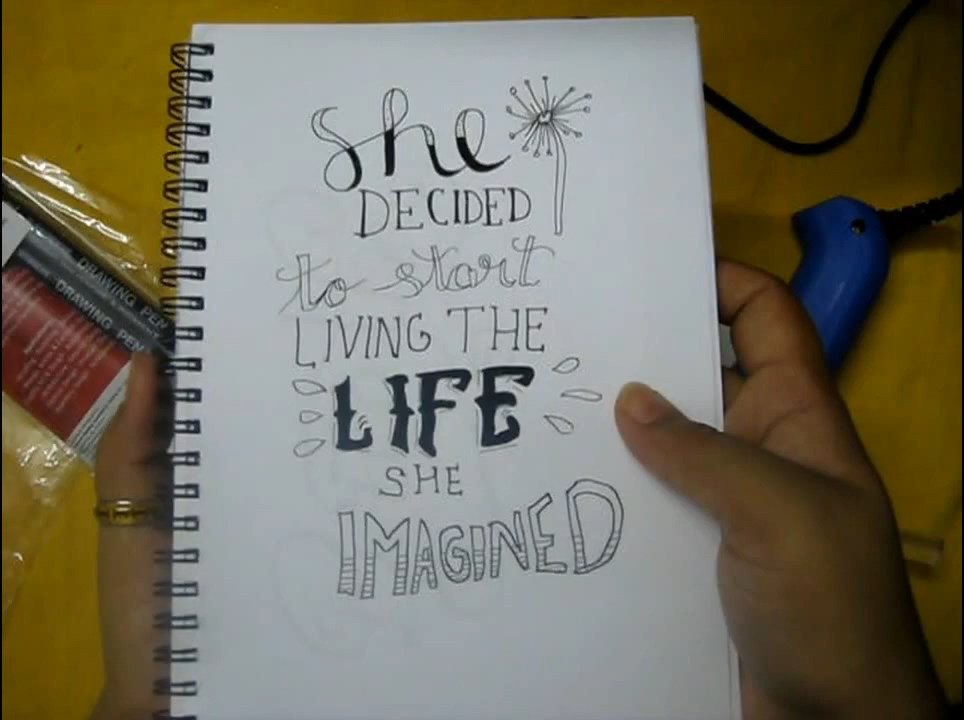 She
DECIDED
to start
LIVING THE
LIFE
SHE
IMAGINED
DRAWING PEN
DRAWING PEN